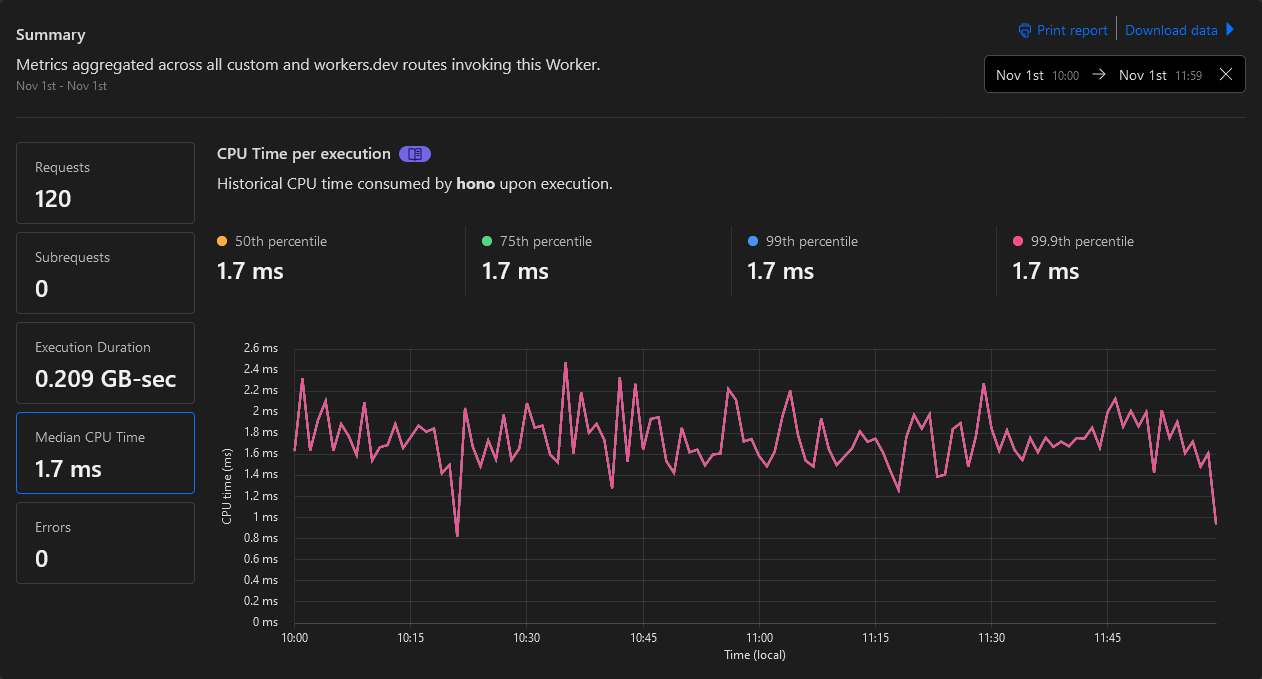 Summary
Print report
Download data
Metrics aggregated across all custom and workers.dev routes invoking this Worker.
Nov 1st - Nov 1st
Nov 1st 10:00 → Nov 1st 11:59
Requests
120
Subrequests
0
Execution Duration
0.209 GB-sec
Median CPU Time
1.7 ms
Errors
0
CPU Time per execution
Historical CPU time consumed by hono upon execution.
50th percentile
1.7 ms
75th percentile
1.7 ms
99th percentile
1.7 ms
99.9th percentile
1.7 ms
CPU time (ms)
2.6 ms
2.4 ms
2.2 ms
2 ms
1.8 ms
1.6 ms
1.4 ms
1.2 ms
1 ms
0.8 ms
0.6 ms
0.4 ms
0.2 ms
0 ms
10:00 10:15 10:30 10:45 11:00 11:15 11:30 11:45
Time (local)